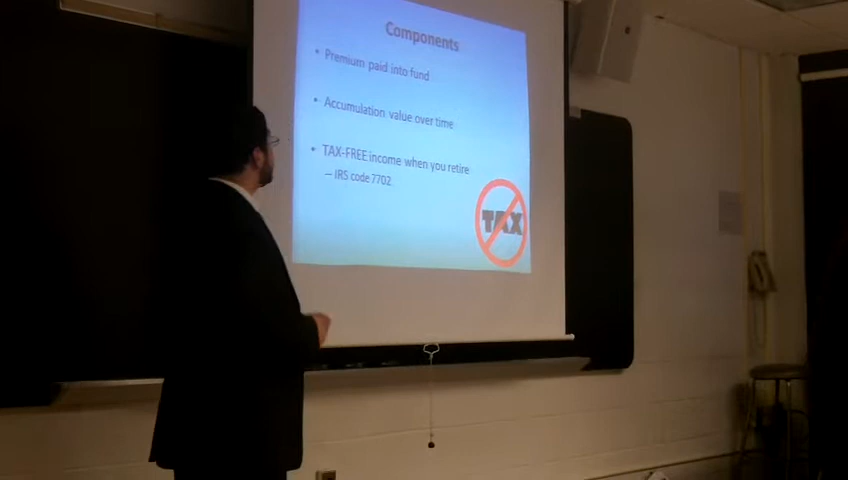 Components
• Premium paid into fund
• Accumulation value over time
• TAX-FREE income when you retire
– IRS code 7702
TAX